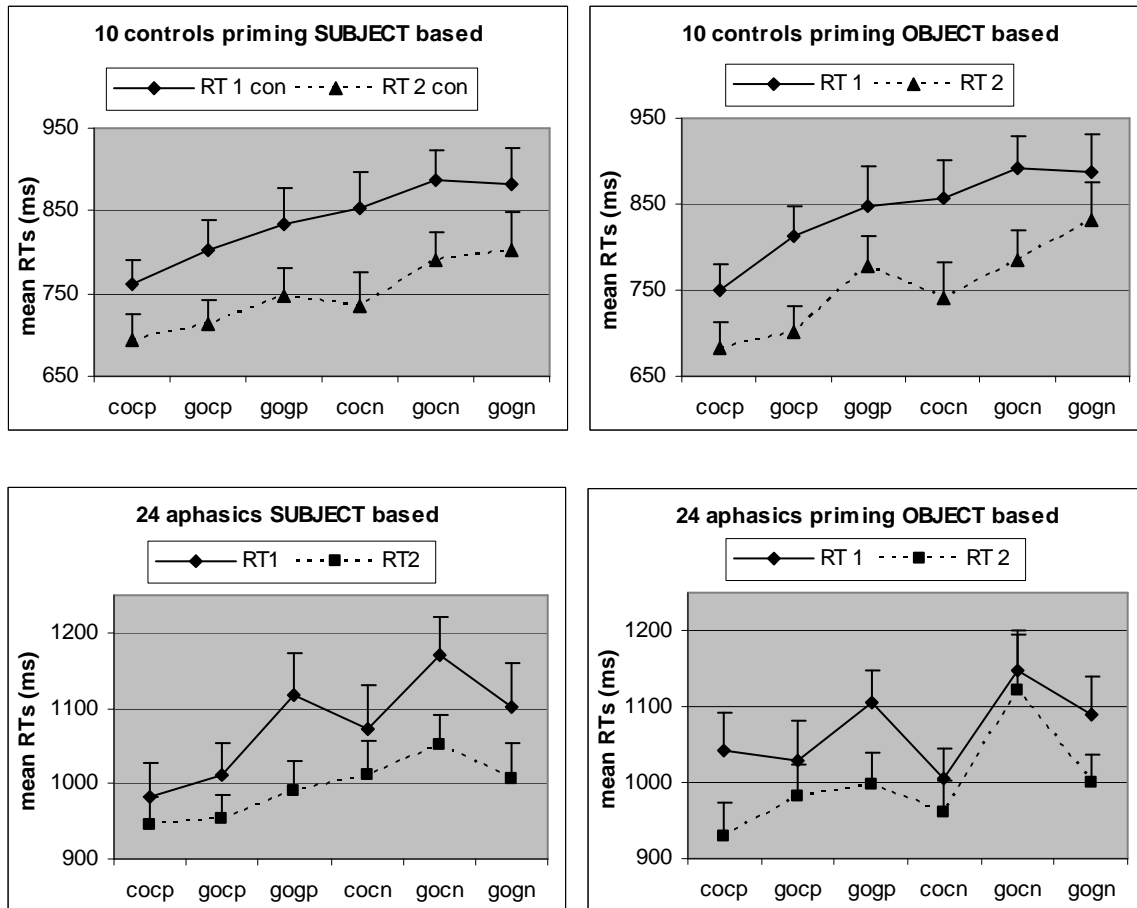 10 controls priming SUBJECT based
RT 1 con RT 2 con
mean RTs (ms)
950
850
750
650
cocp gocp gogp cocn gocn gogn
10 controls priming OBJECT based
RT 1 RT 2
mean RTs (ms)
950
850
750
650
cocp gocp gogp cocn gocn gogn
24 aphasics SUBJECT based
RT1 RT2
mean RTs (ms)
1200
1100
1000
900
cocp gocp gogp cocn gocn gogn
24 aphasics priming OBJECT based
RT 1 RT 2
mean RTs (ms)
1200
1100
1000
900
cocp gocp gogp cocn gocn gogn